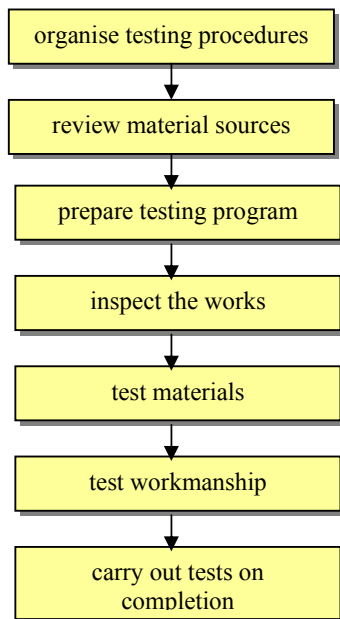 organise testing procedures
review material sources
prepare testing program
inspect the works
test materials
test workmanship
carry out tests on
completion